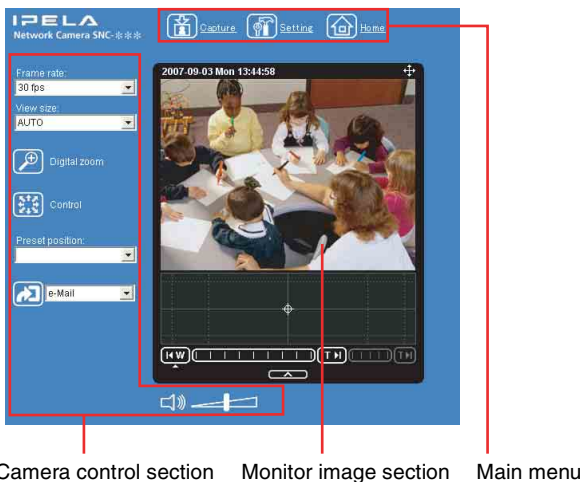 IPELA
Network Camera SNC-✻✻✻
Capture Setting Home
Frame rate:
30 fps
View size:
AUTO
Digital zoom
Control
Preset position:
e-Mail
2007-09-03 Mon 13:44:58
W T T
Camera control section Monitor image section Main menu